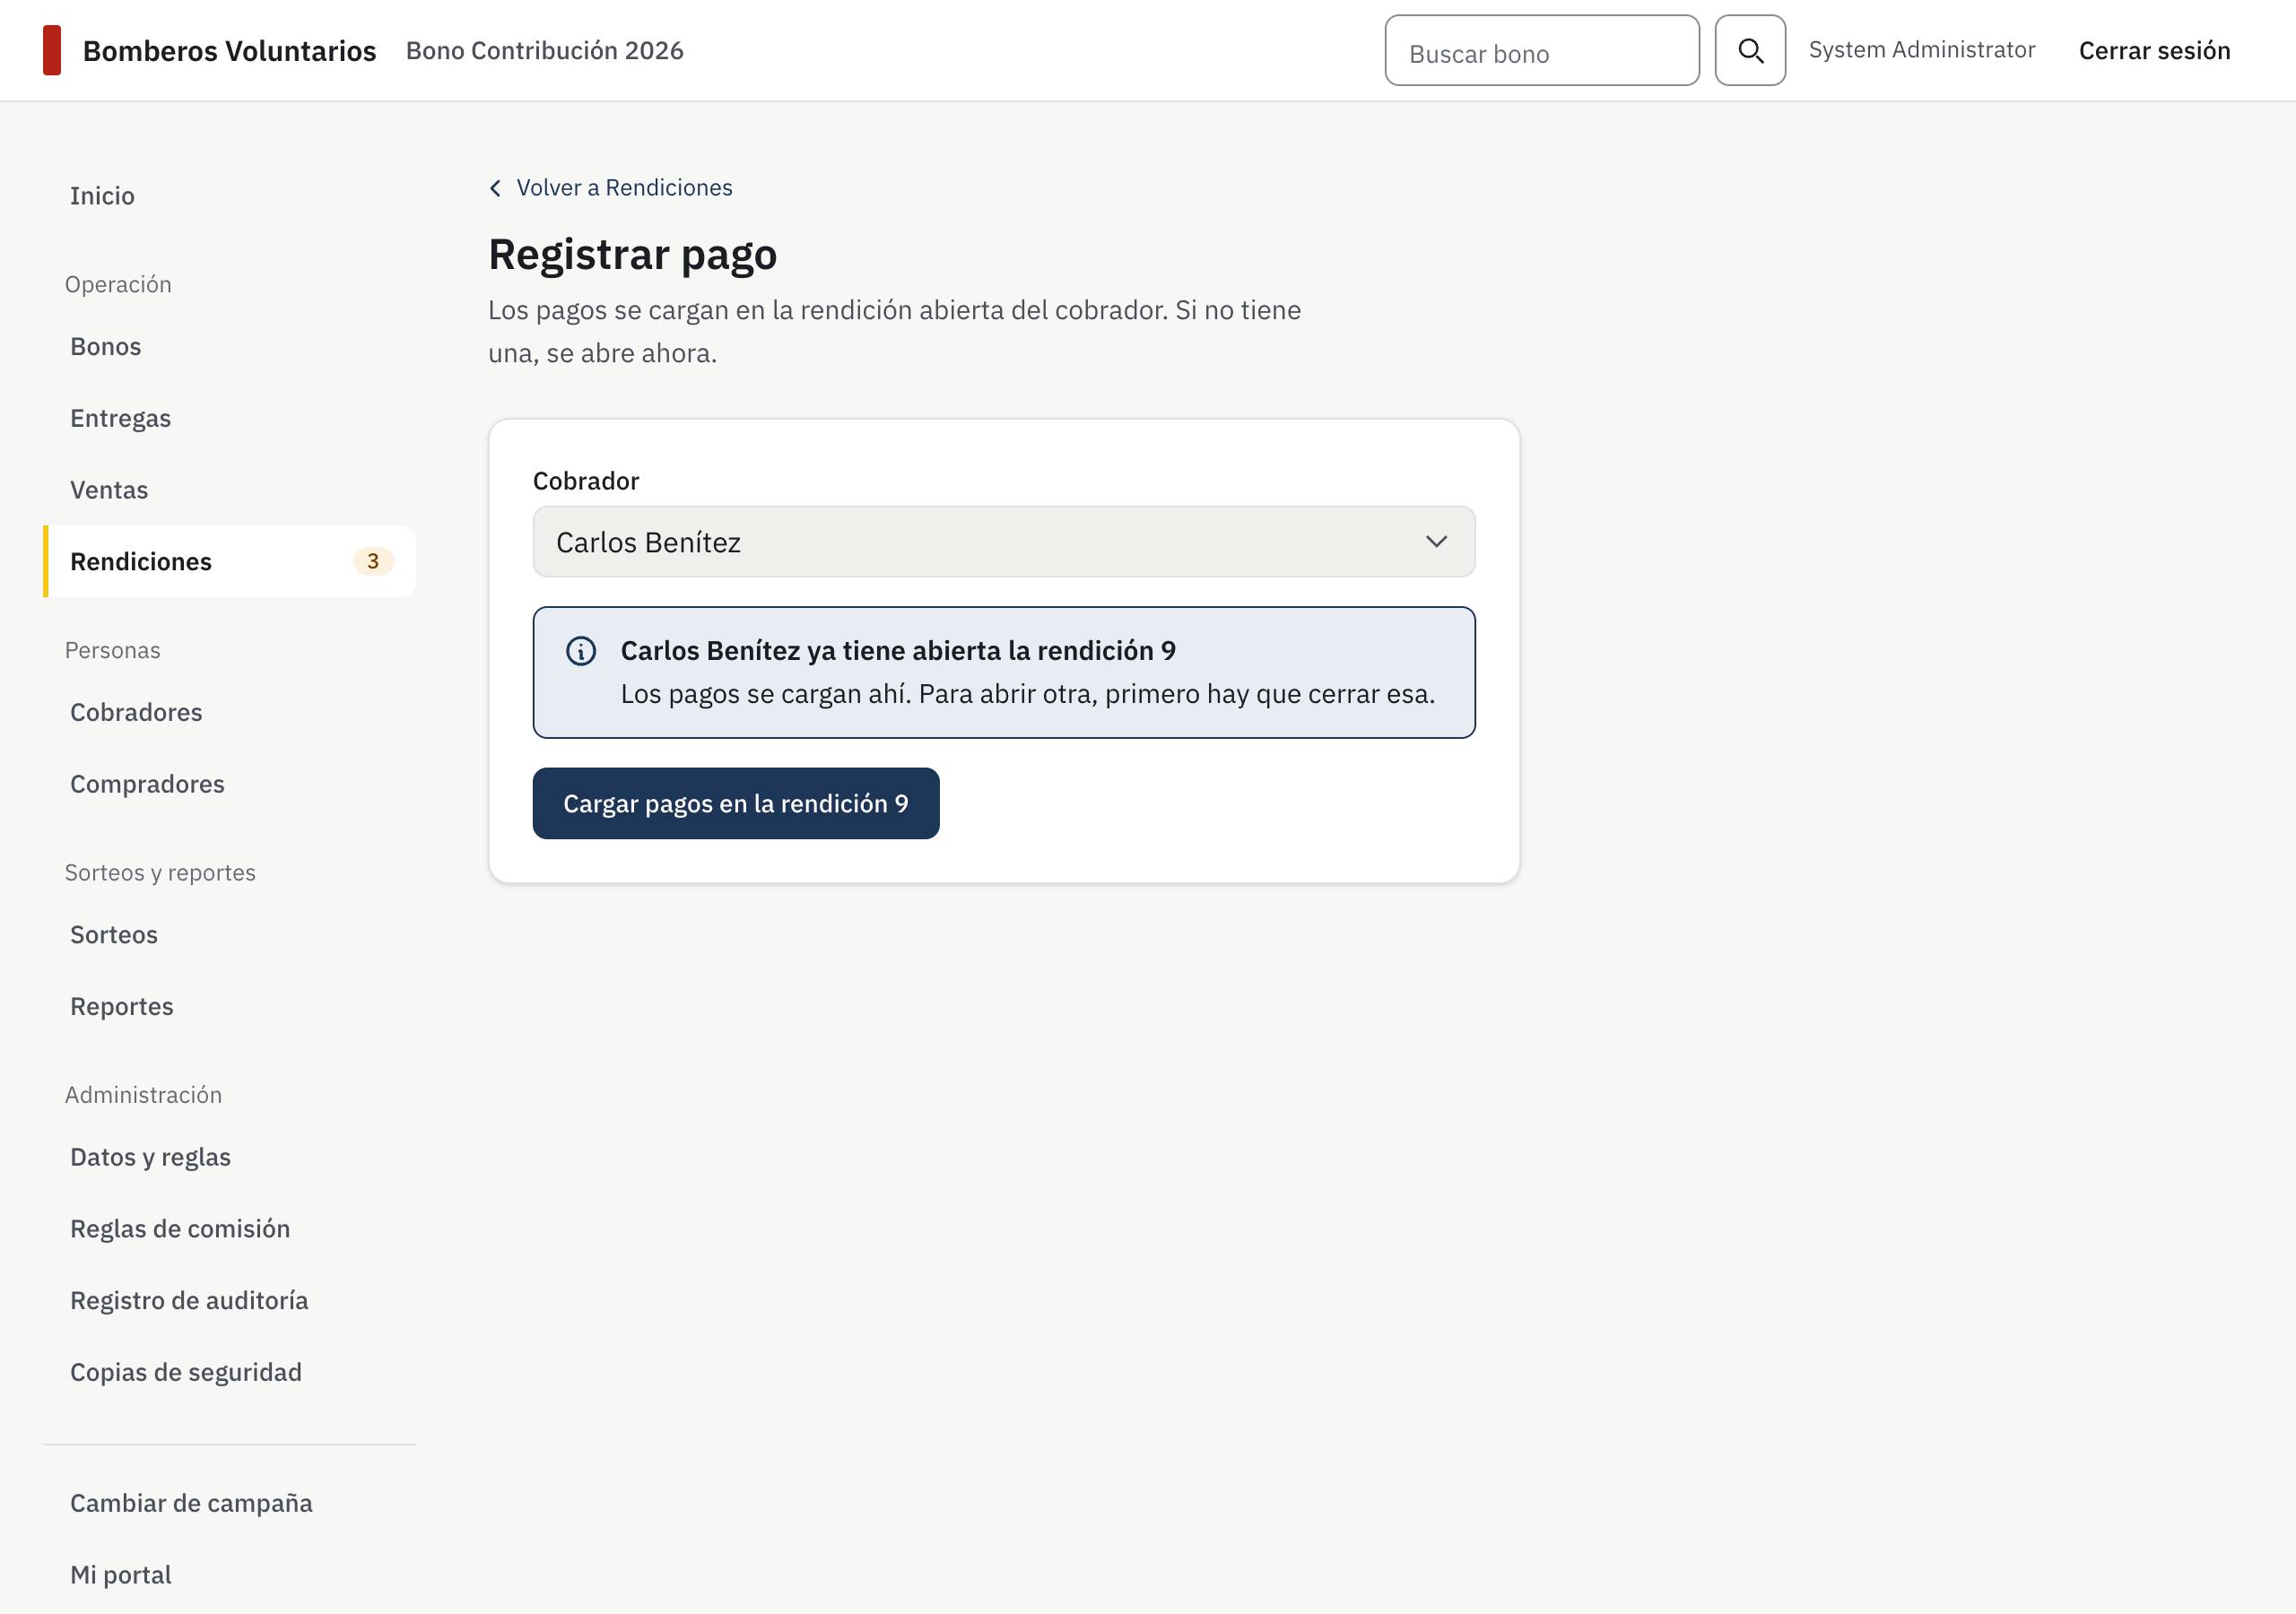 Bomberos Voluntarios
Bono Contribución 2026
Buscar bono
System Administrator
Cerrar sesión
Inicio
Operación
Bonos
Entregas
Ventas
Rendiciones
3
Personas
Cobradores
Compradores
Sorteos y reportes
Sorteos
Reportes
Administración
Datos y reglas
Reglas de comisión
Registro de auditoría
Copias de seguridad
Cambiar de campaña
Mi portal
Volver a Rendiciones
Registrar pago
Los pagos se cargan en la rendición abierta del cobrador. Si no tiene
una, se abre ahora.
Cobrador
Carlos Benítez
Carlos Benítez ya tiene abierta la rendición 9
Los pagos se cargan ahí. Para abrir otra, primero hay que cerrar esa.
Cargar pagos en la rendición 9